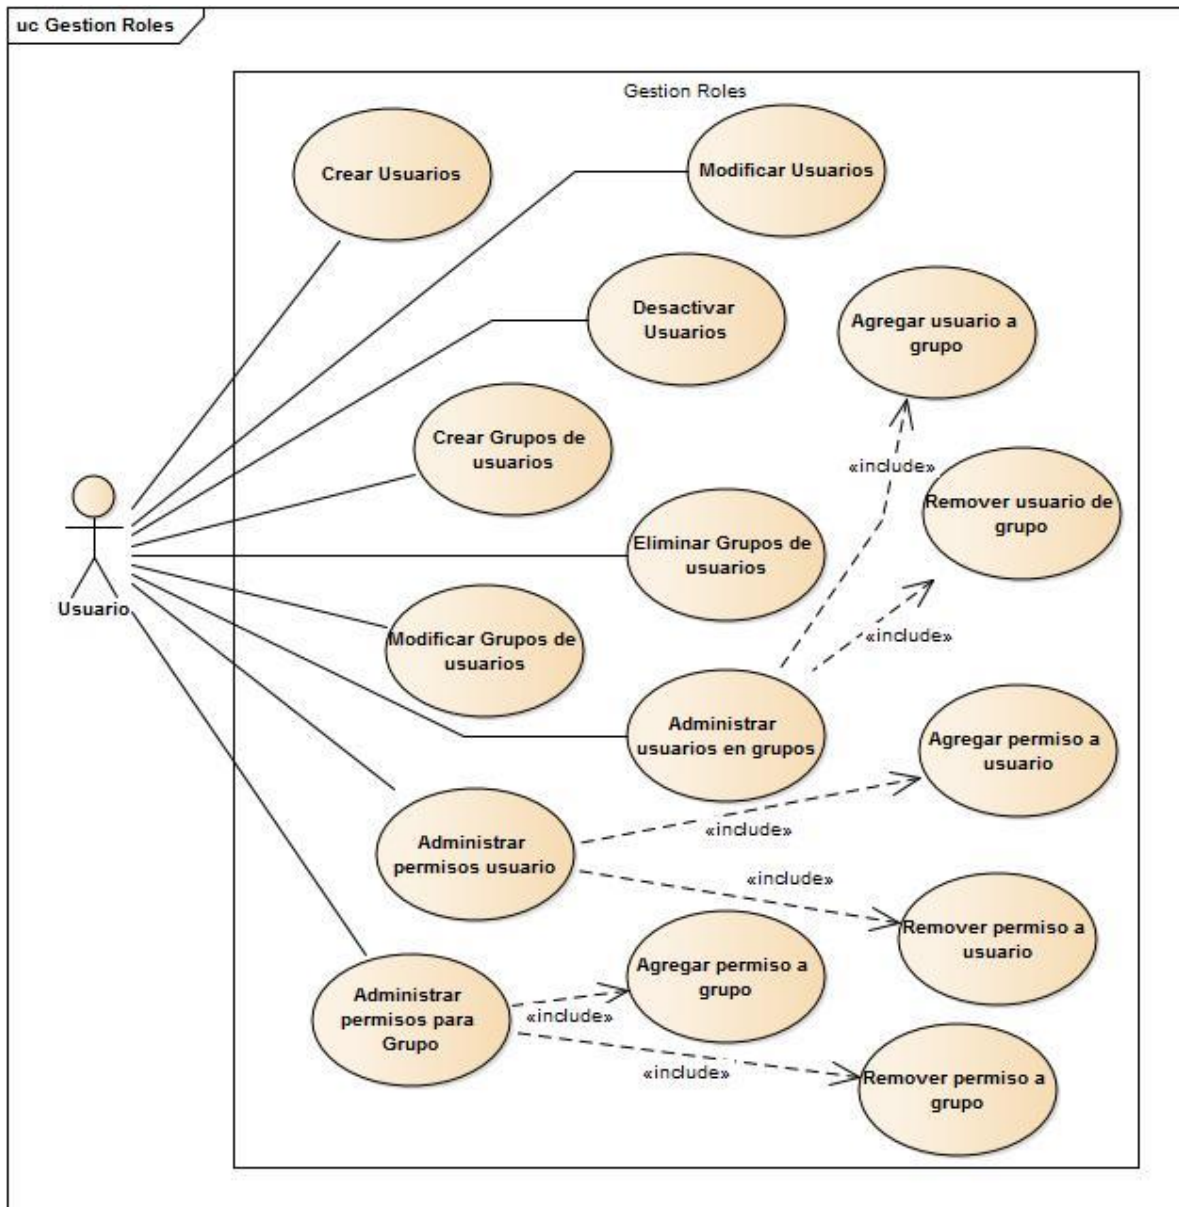 uc Gestion Roles
Gestion Roles
Crear Usuarios
Modificar Usuarios
Desactivar
Usuarios
Agregar usuario a
grupo
Crear Grupos de
usuarios
«include»
Remover usuario de
grupo
Eliminar Grupos de
usuarios
Usuario
«include»
Modificar Grupos de
usuarios
Administrar
usuarios en grupos
Agregar permiso a
usuario
«include»
Administrar
permisos usuario
«include»
Remover permiso a
usuario
Agregar permiso a
grupo
Administrar
permisos para
Grupo
«include»
«include»
Remover permiso a
grupo